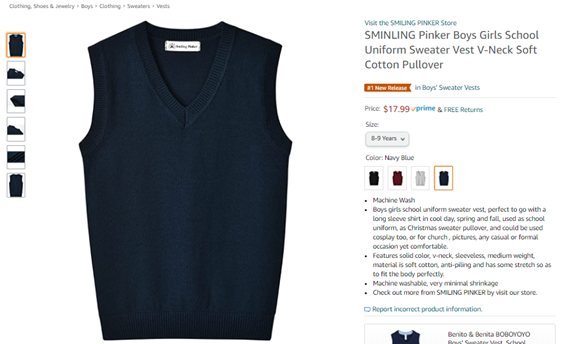 Clothing, Shoes & Jewelry › Boys › Clothing › Sweaters › Vests
Visit the SMILING PINKER Store
SMINLING Pinker Boys Girls School
Uniform Sweater Vest V-Neck Soft
Cotton Pullover
#1 New Release in Boys' Sweater Vests
Price: $17.99 prime & FREE Returns
Size:
8-9 Years
Color: Navy Blue
Machine Wash
Boys girls school uniform sweater vest, perfect to go with a
long sleeve shirt in cool day, spring and fall, used as school
uniform, as Christmas sweater pullover, and could be used
cosplay too, or for church , pictures, any casual or formal
occasion yet comfortable.
Features solid color, v-neck, sleeveless, medium weight,
material is soft cotton, anti-piling and has some stretch so as
to fit the body perfectly.
Machine washable, very minimal shrinkage
Check out more from SMILING PINKER by visit our store.
Report incorrect product information.
Benito & Benita BOBOYOYO
Boys' Sweater Vest, School